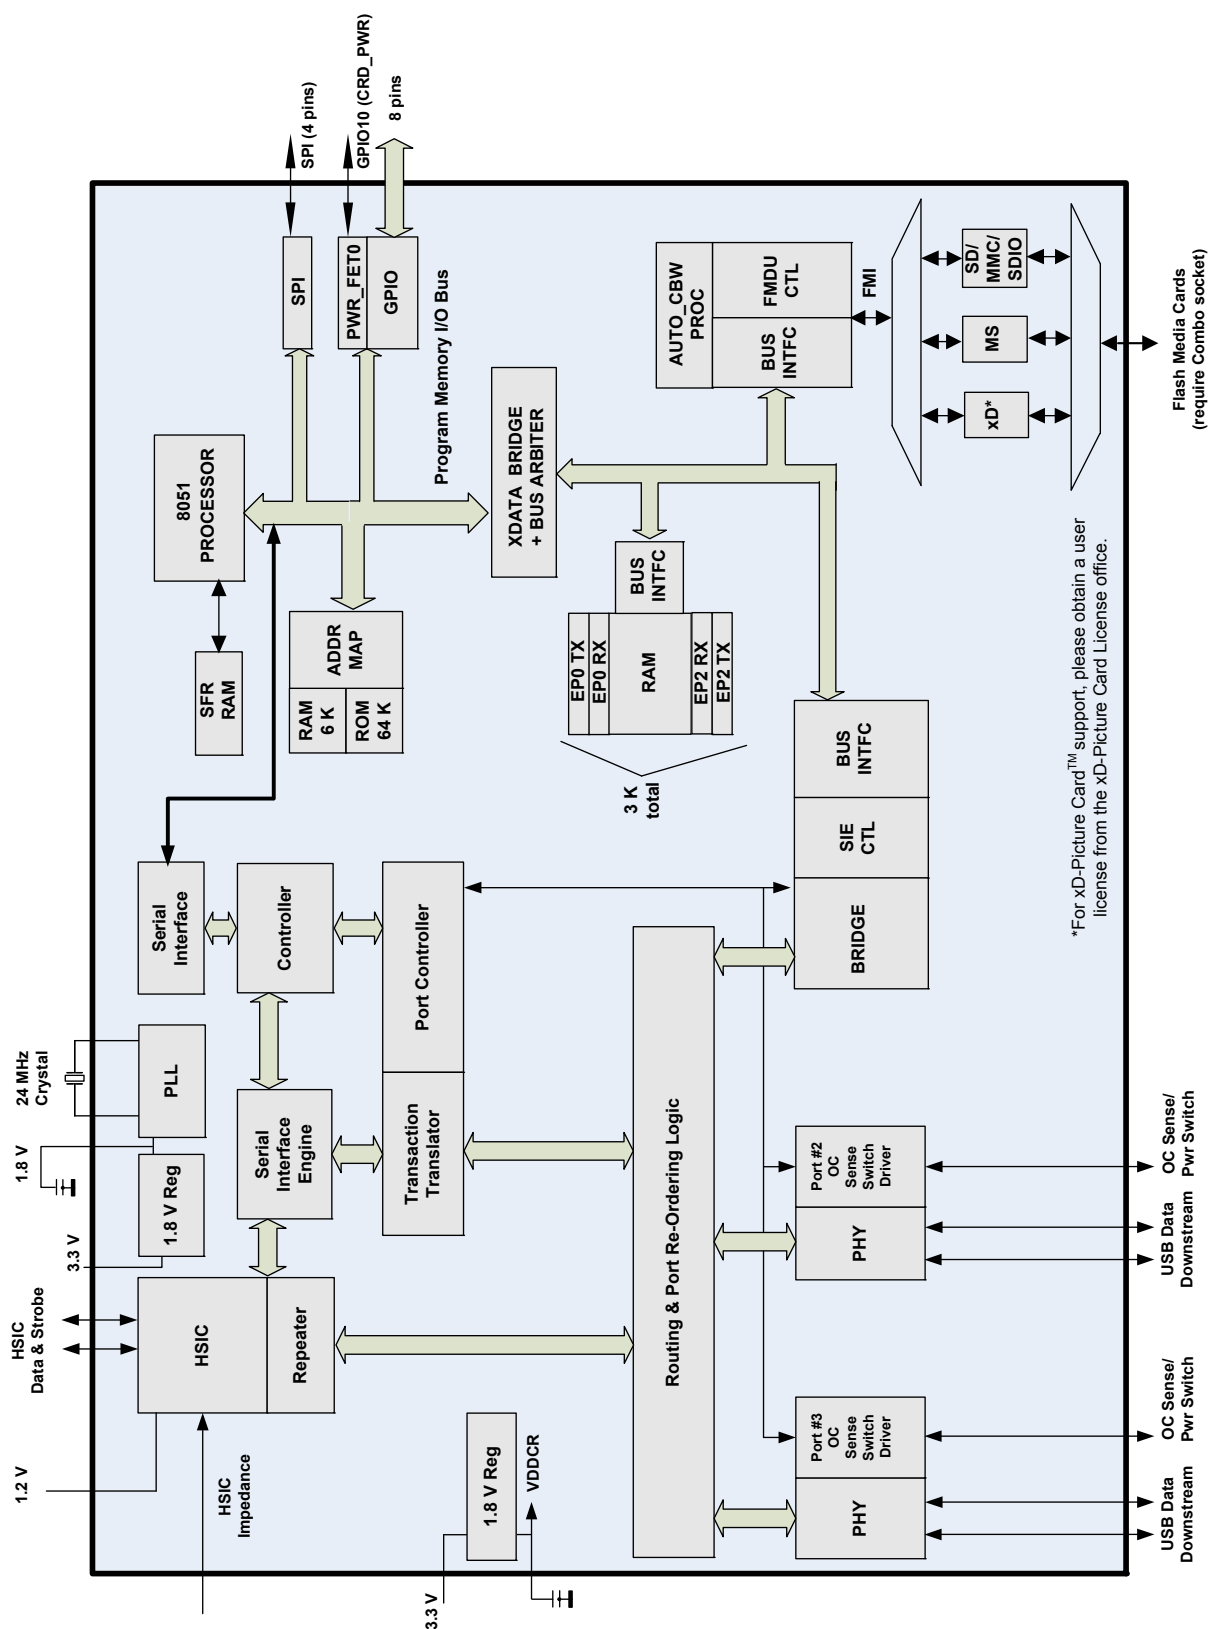 1.2 V
HSIC
Data & Strobe
3.3 V
1.8 V
24 MHz
Crystal
HSIC
Impedance
HSIC
Repeater
1.8 V Reg
PLL
Serial
Interface
Serial
Interface
Engine
Controller
SFR
RAM
8051
PROCESSOR
SPI
SPI (4 pins)
PWR_FET0
GPIO10 (CRD_PWR)
GPIO
8 pins
RAM
6 K
ROM
64 K
ADDR
MAP
Program Memory I/O Bus
Transaction
Translator
Port Controller
3.3 V
1.8 V Reg
VDDCR
XDATA BRIDGE
+ BUS ARBITER
3 K
total
EP0 TX
EP0 RX
RAM
EP2 RX
EP2 TX
BUS
INTFC
AUTO_CBW
PROC
BUS
INTFC
FMDU
CTL
FMI
Routing & Port Re-Ordering Logic
BRIDGE
SIE
CTL
BUS
INTFC
PHY
Port #3
OC
Sense
Switch
Driver
PHY
Port #2
OC
Sense
Switch
Driver
xD*
MS
SD/
MMC/
SDIO
*For xD-Picture Card™ support, please obtain a user
license from the xD-Picture Card License office.
USB Data
Downstream
OC Sense/
Pwr Switch
USB Data
Downstream
OC Sense/
Pwr Switch
Flash Media Cards
(require Combo socket)